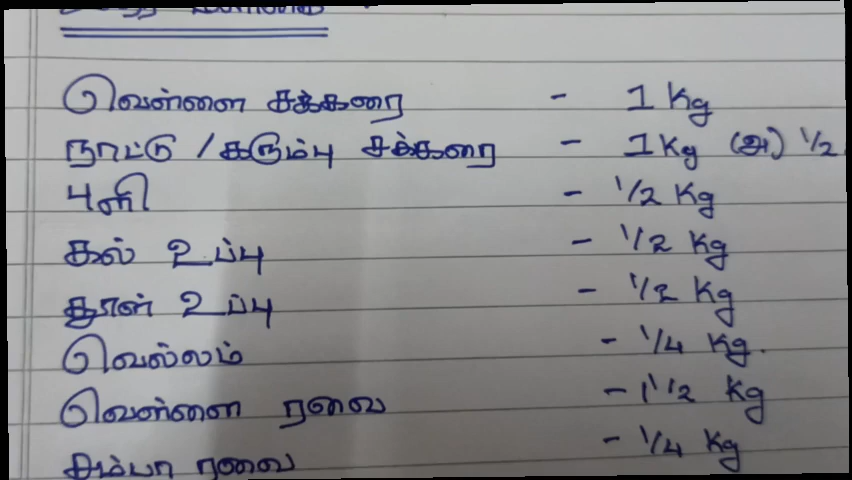 வெள்ளை சக்கரை - 1 Kg
நாட்டு / கரும்பு சக்கரை - 1 Kg (அ) 1/2
புளி - 1/2 Kg
கல் உப்பு - 1/2 Kg
தூள் உப்பு - 1/2 Kg
வெல்லம் - 1/4 Kg.
வெள்ளை ரவை - 1 1/2 Kg
சம்பா ரவை - 1/4 Kg